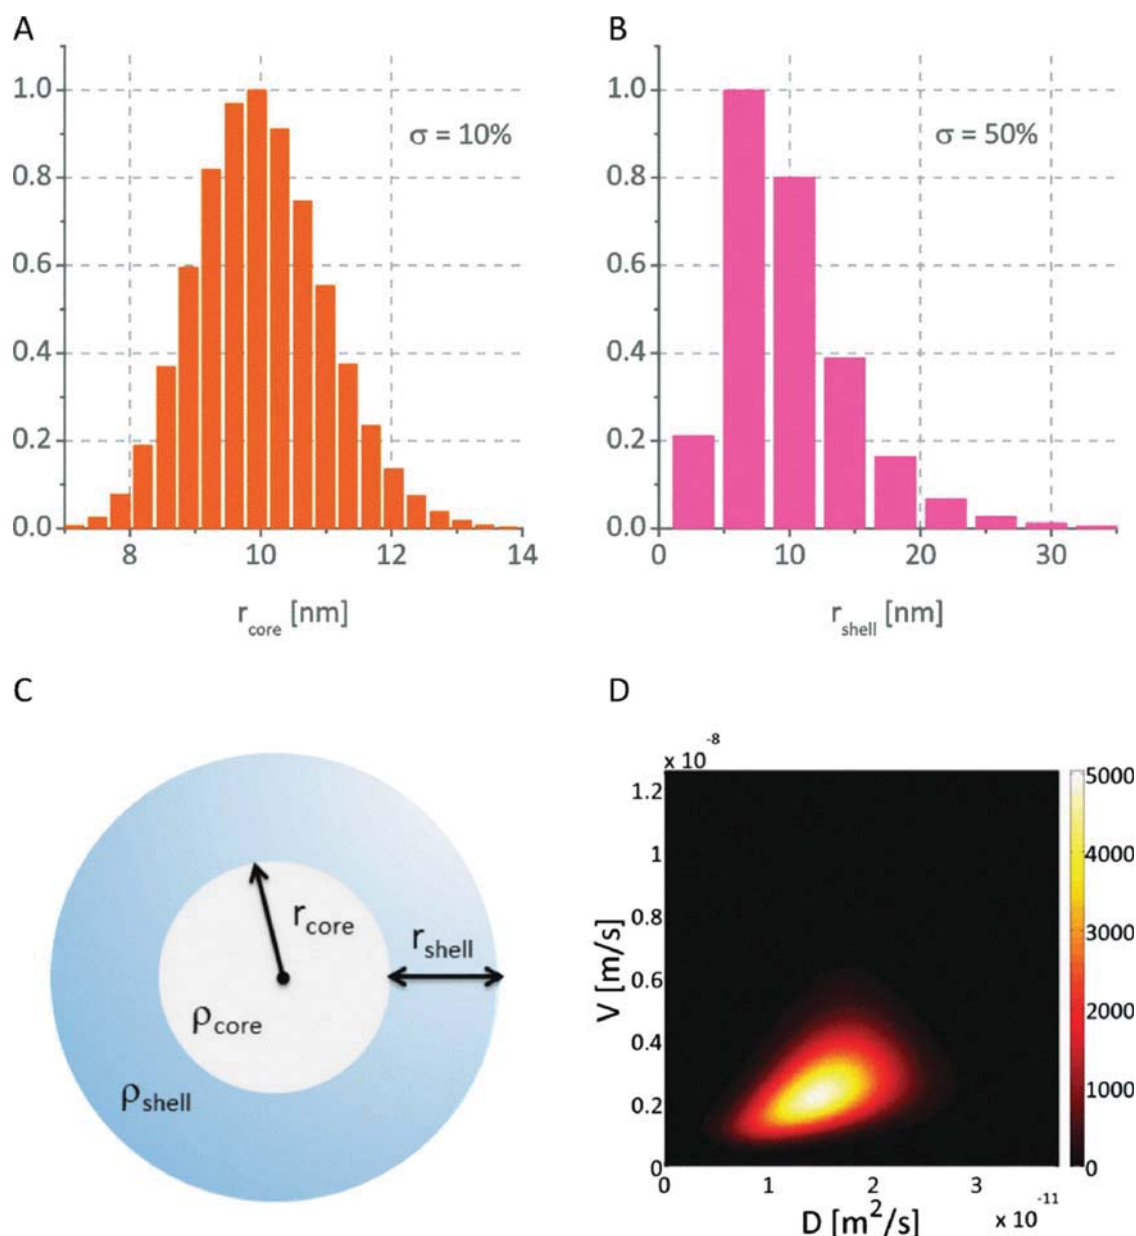 A
1.0
0.8
0.6
0.4
0.2
0.0
σ = 10%
8 10 12 14
r_core [nm]
B
1.0
0.8
0.6
0.4
0.2
0.0
σ = 50%
0 10 20 30
r_shell [nm]
C
r_core
r_shell
ρ_core
ρ_shell
D
x 10⁻⁸
1.2
1
0.8
0.6
0.4
0.2
0
V [m/s]
0 1 2 3
x 10⁻¹¹
D [m²/s]
5000
4000
3000
2000
1000
0